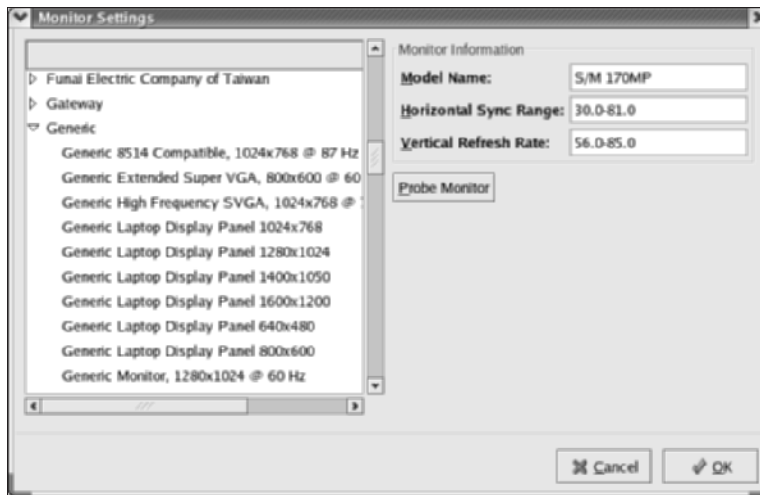 Monitor Settings
Funai Electric Company of Taiwan
Gateway
Generic
Generic 8514 Compatible, 1024x768 @ 87 Hz
Generic Extended Super VGA, 800x600 @ 60
Generic High Frequency SVGA, 1024x768 @
Generic Laptop Display Panel 1024x768
Generic Laptop Display Panel 1280x1024
Generic Laptop Display Panel 1400x1050
Generic Laptop Display Panel 1600x1200
Generic Laptop Display Panel 640x480
Generic Laptop Display Panel 800x600
Generic Monitor, 1280x1024 @ 60 Hz
Monitor Information
Model Name: S/M 170MP
Horizontal Sync Range: 30.0-81.0
Vertical Refresh Rate: 56.0-85.0
Probe Monitor
Cancel
OK